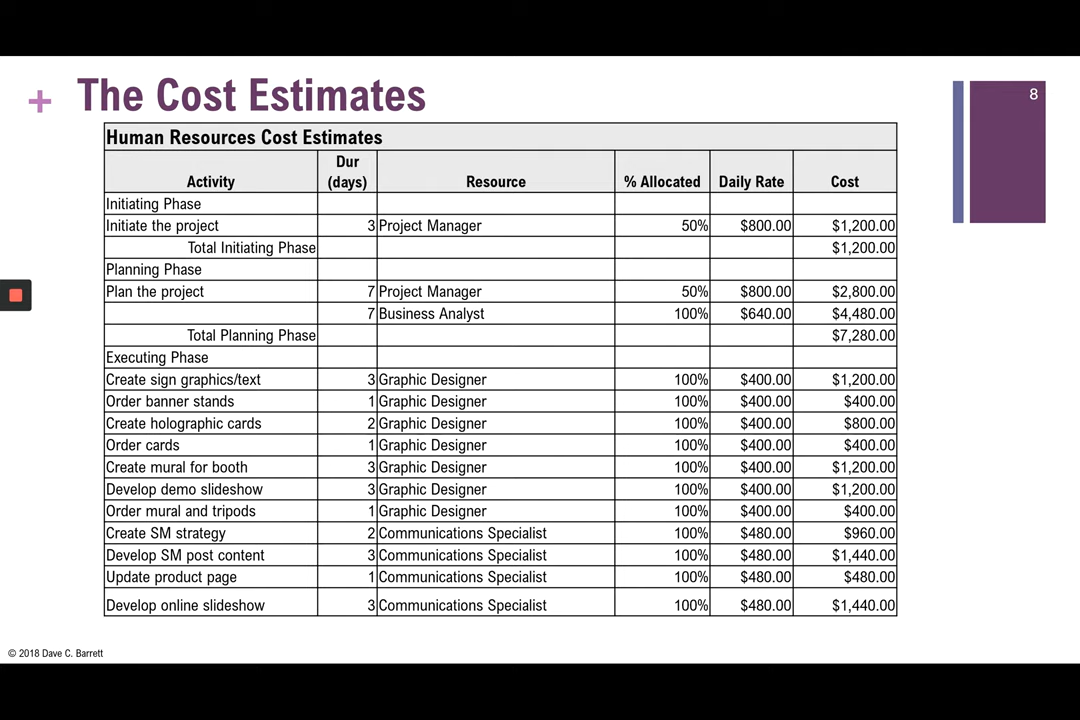 8
+ The Cost Estimates
Human Resources Cost Estimates
Activity Dur (days) Resource % Allocated Daily Rate Cost
Initiating Phase
Initiate the project 3 Project Manager 50% $800.00 $1,200.00
Total Initiating Phase $1,200.00
Planning Phase
Plan the project 7 Project Manager 50% $800.00 $2,800.00
7 Business Analyst 100% $640.00 $4,480.00
Total Planning Phase $7,280.00
Executing Phase
Create sign graphics/text 3 Graphic Designer 100% $400.00 $1,200.00
Order banner stands 1 Graphic Designer 100% $400.00 $400.00
Create holographic cards 2 Graphic Designer 100% $400.00 $800.00
Order cards 1 Graphic Designer 100% $400.00 $400.00
Create mural for booth 3 Graphic Designer 100% $400.00 $1,200.00
Develop demo slideshow 3 Graphic Designer 100% $400.00 $1,200.00
Order mural and tripods 1 Graphic Designer 100% $400.00 $400.00
Create SM strategy 2 Communications Specialist 100% $480.00 $960.00
Develop SM post content 3 Communications Specialist 100% $480.00 $1,440.00
Update product page 1 Communications Specialist 100% $480.00 $480.00
Develop online slideshow 3 Communications Specialist 100% $480.00 $1,440.00
© 2018 Dave C. Barrett